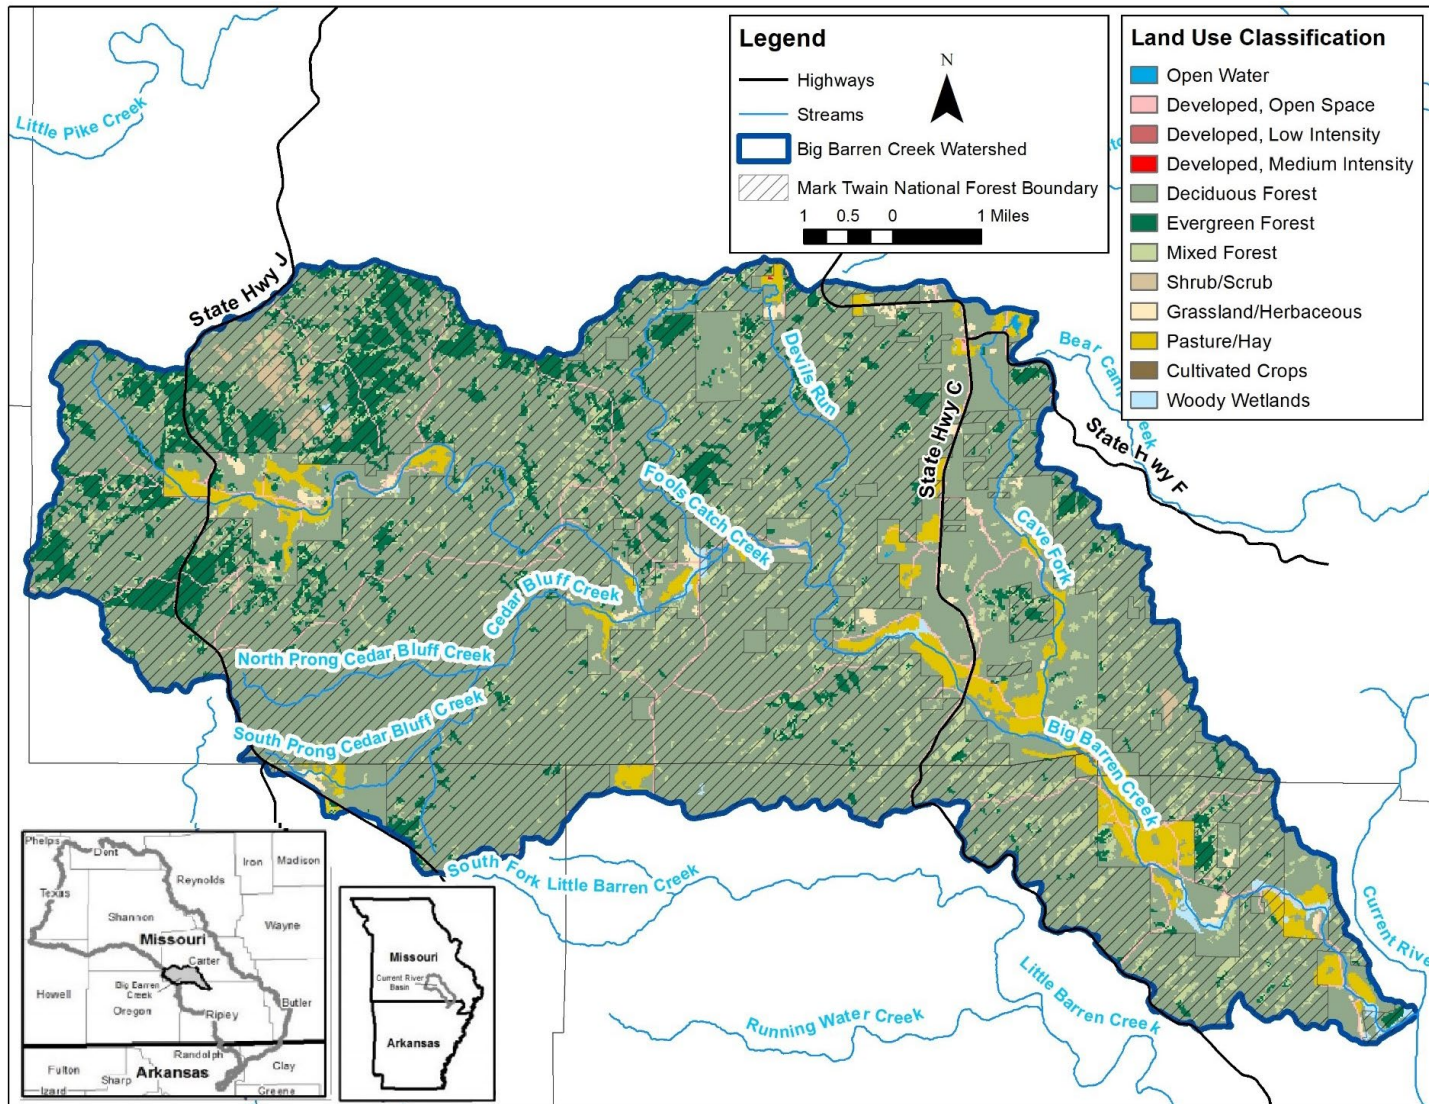 Legend
N
Highways
Streams
Big Barren Creek Watershed
Mark Twain National Forest Boundary
1 0.5 0 1 Miles
Land Use Classification
Open Water
Developed, Open Space
Developed, Low Intensity
Developed, Medium Intensity
Deciduous Forest
Evergreen Forest
Mixed Forest
Shrub/Scrub
Grassland/Herbaceous
Pasture/Hay
Cultivated Crops
Woody Wetlands
Little Pike Creek
State Hwy J
Devils Run
State Hwy C
Bear Cam
eek
State Hwy F
Fools Catch Creek
Cave Fork
Cedar Bluff Creek
North Prong Cedar Bluff Creek
South Prong Cedar Bluff Creek
Big Barren Creek
South Fork Little Barren Creek
Current River
Little Barren Creek
Running Water Creek
Phelps
Dent
Iron
Madison
Texas
Reynolds
Shannon
Wayne
Missouri
Carter
Howell
Big Barren
Creek
Oregon
Ripley
Butler
Randolph
Clay
Fulton
Sharp
Arkansas
Izard
Greene
Missouri
Current River
Basin
Arkansas